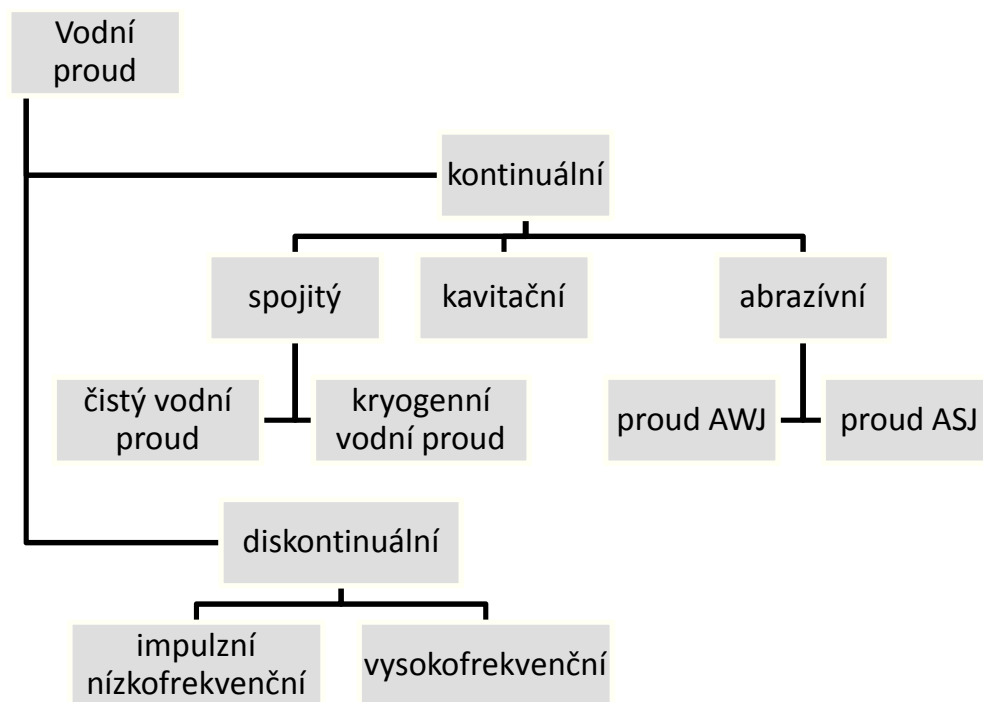 Vodní
proud
kontinuální
spojitý
kavitační
abrazívní
čistý vodní
proud
kryogenní
vodní proud
proud AWJ
proud ASJ
diskontinuální
impulzní
nízkofrekvenční
vysokofrekvenční